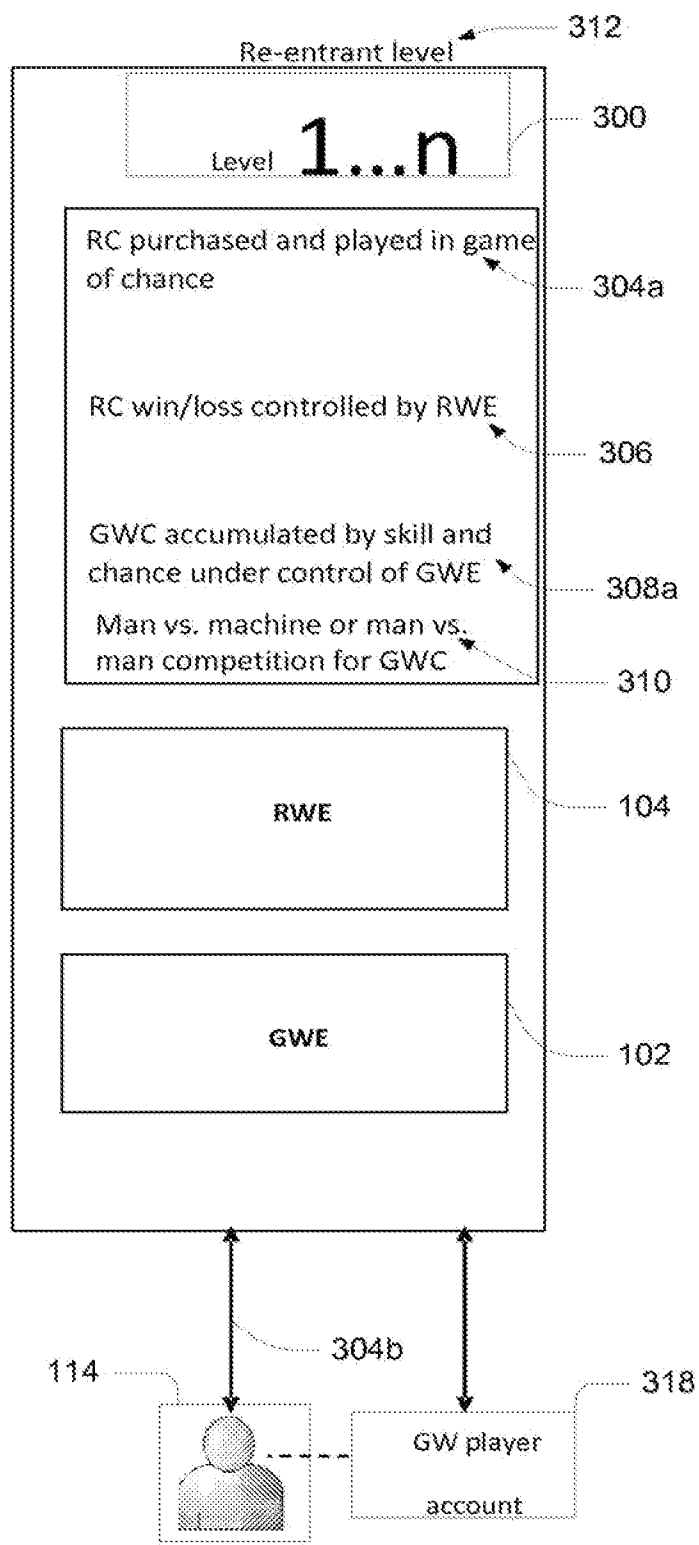 312
Re-entrant level
300
Level 1...n
RC purchased and played in game
of chance
304a
RC win/loss controlled by RWE
306
GWC accumulated by skill and
chance under control of GWE
308a
Man vs. machine or man vs.
man competition for GWC
310
RWE
104
GWE
102
304b
114
318
GW player
account